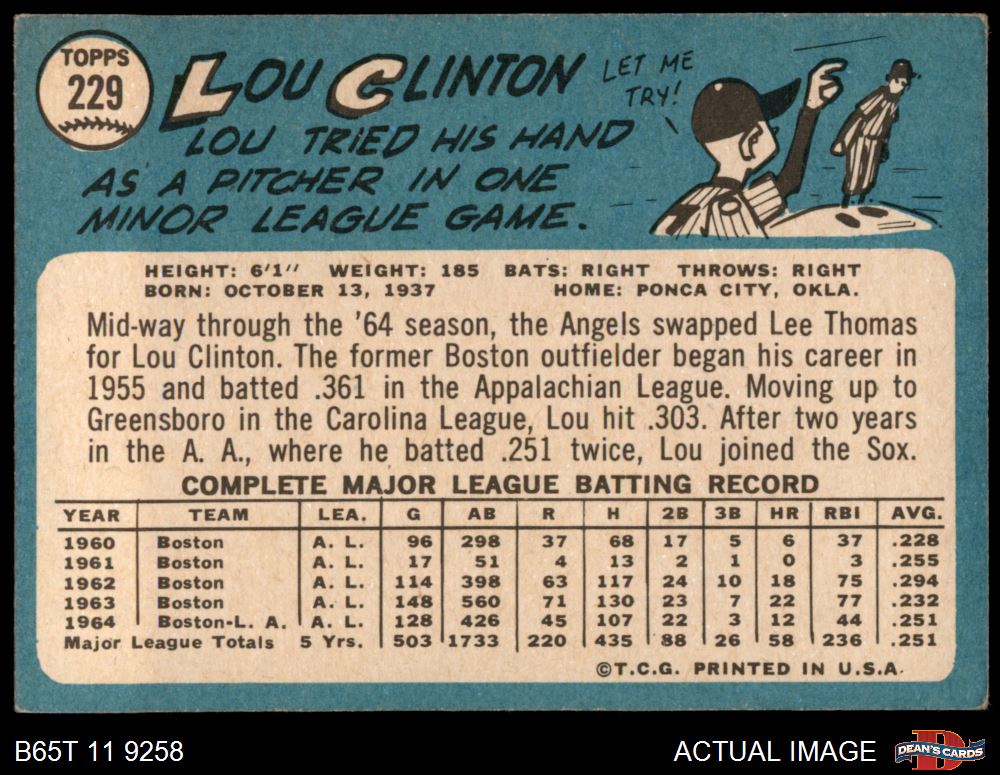 TOPPS
229
LOU CLINTON
LET ME
TRY!
LOU TRIED HIS HAND
AS A PITCHER IN ONE
MINOR LEAGUE GAME.
HEIGHT: 6'1" WEIGHT: 185 BATS: RIGHT THROWS: RIGHT
BORN: OCTOBER 13, 1937 HOME: PONCA CITY, OKLA.
Mid-way through the '64 season, the Angels swapped Lee Thomas
for Lou Clinton. The former Boston outfielder began his career in
1955 and batted .361 in the Appalachian League. Moving up to
Greensboro in the Carolina League, Lou hit .303. After two years
in the A. A., where he batted .251 twice, Lou joined the Sox.
COMPLETE MAJOR LEAGUE BATTING RECORD
YEAR TEAM LEA. G AB R H 2B 3B HR RBI AVG.
1960 Boston A. L. 96 298 37 68 17 5 6 37 .228
1961 Boston A. L. 17 51 4 13 2 1 0 3 .255
1962 Boston A. L. 114 398 63 117 24 10 18 75 .294
1963 Boston A. L. 148 560 71 130 23 7 22 77 .232
1964 Boston-L. A. A. L. 128 426 45 107 22 3 12 44 .251
Major League Totals 5 Yrs. 503 1733 220 435 88 26 58 236 .251
©T.C.G. PRINTED IN U.S.A.
B65T 11 9258
ACTUAL IMAGE
DEAN'S CARDS